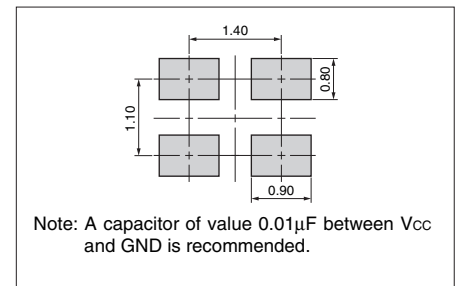 1.40
0.80
1.10
0.90
Note: A capacitor of value 0.01µF between Vcc
and GND is recommended.